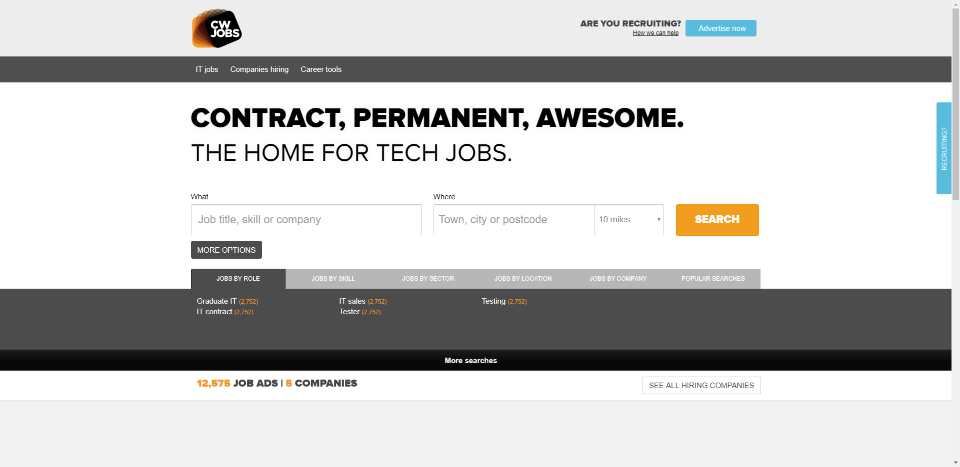 CW
JOBS
ARE YOU RECRUITING?
How we can help
Advertise now
IT jobs
Companies hiring
Career tools
CONTRACT, PERMANENT, AWESOME.
THE HOME FOR TECH JOBS.
RECRUITING?
What
Where
Job title, skill or company
Town, city or postcode
10 miles
SEARCH
MORE OPTIONS
JOBS BY ROLE
JOBS BY SKILL
JOBS BY SECTOR
JOBS BY LOCATION
JOBS BY COMPANY
POPULAR SEARCHES
Graduate IT (2,752)
IT sales (2,752)
Testing (2,752)
IT contract (2,752)
Tester (2,752)
More searches
12,575 JOB ADS | 5 COMPANIES
SEE ALL HIRING COMPANIES